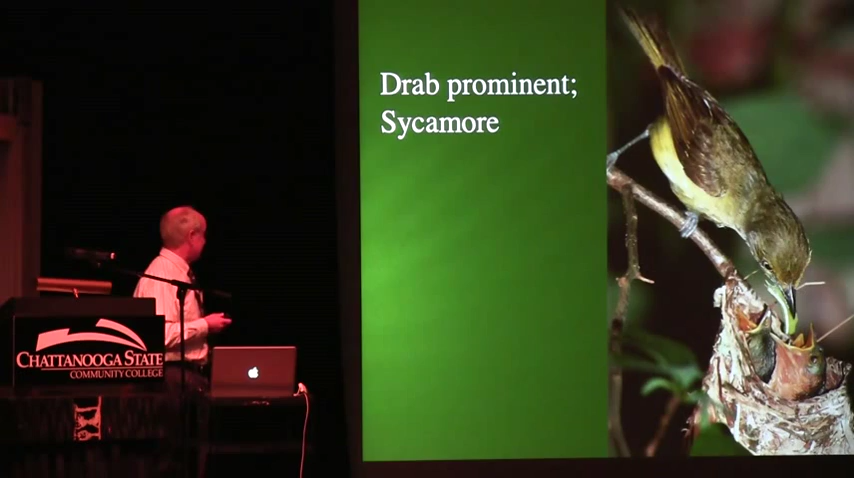 Drab prominent;
Sycamore
CHATTANOOGA STATE
COMMUNITY COLLEGE